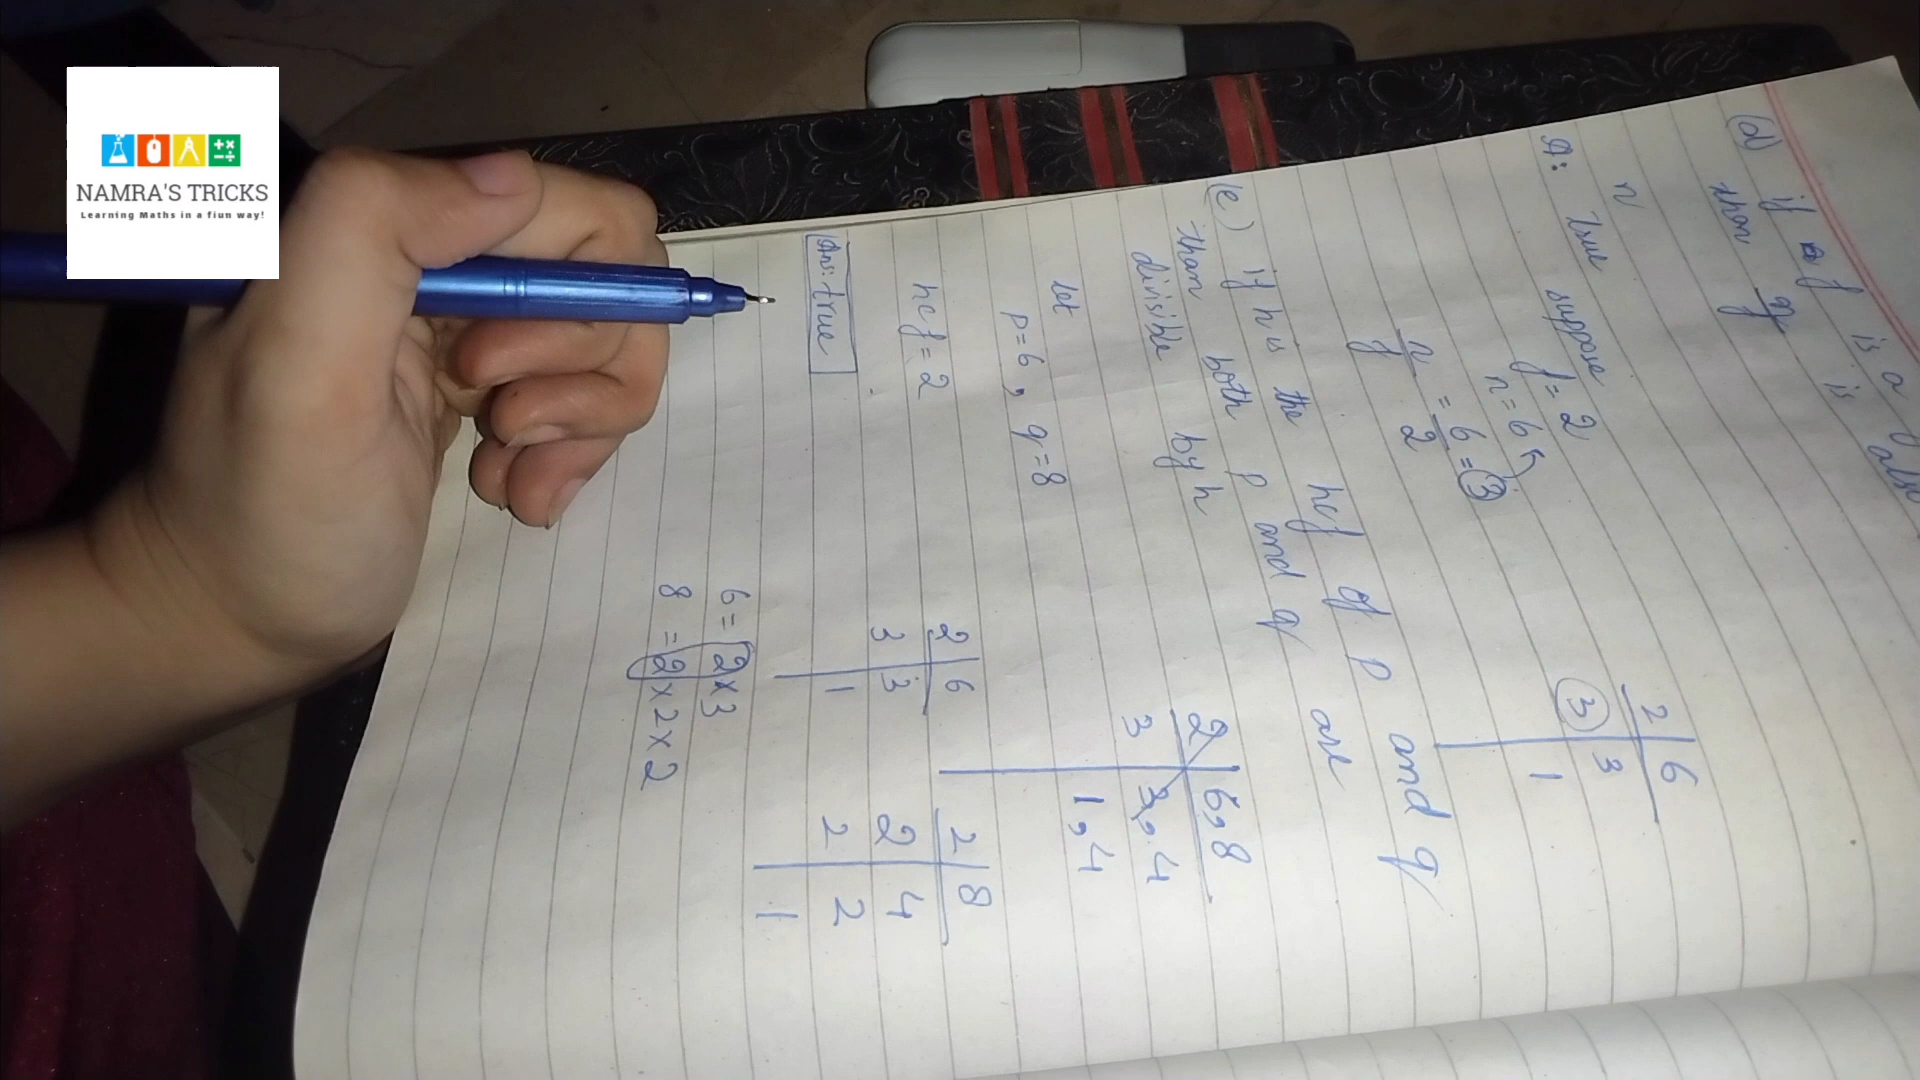 NAMRA'S TRICKS
Learning Maths in a fiun way!
(d) if f is a
than n/f is also
A: true suppose f = 2
n = 6
n/f = 6/2 = 3
2 | 6
3 | 3
1
(e) if h is the hcf of p and q
than both p and q are
divisible by h
let
p = 6, q = 8
2 | 6, 8
3 | 3, 4
1, 4
hcf = 2
2 | 6
3 | 3
1
2 | 8
2 | 4
2 | 2
1
Ans: true
6 = 2 x 3
8 = 2 x 2 x 2